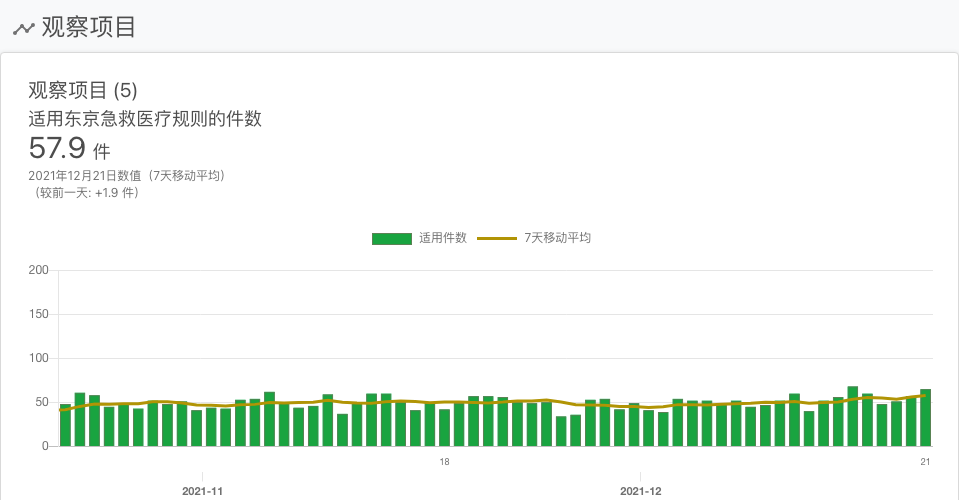 观察项目
观察项目 (5)
适用东京急救医疗规则的件数
57.9 件
2021年12月21日数值（7天移动平均）
（较前一天: +1.9 件）
适用件数 7天移动平均
200
150
100
50
0
18 21
2021-11 2021-12